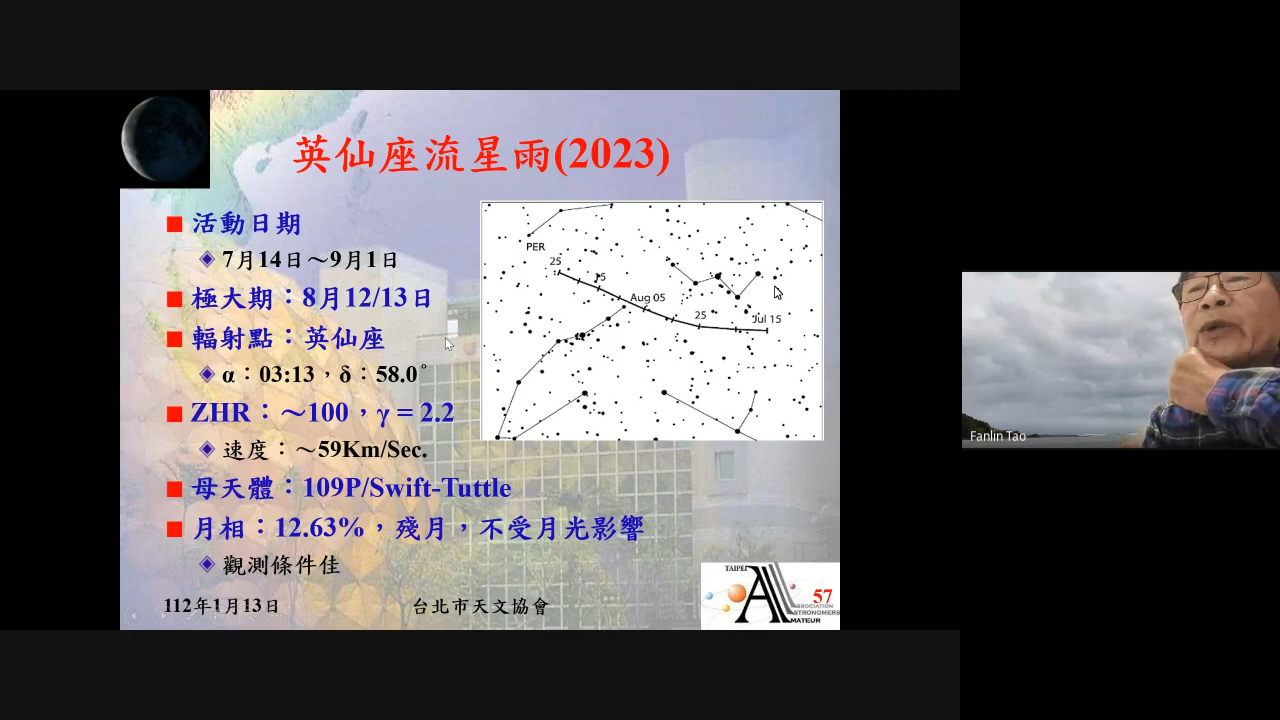 英仙座流星雨(2023)
活動日期
7月14日～9月1日
極大期：8月12/13日
輻射點：英仙座
α：03:13，δ：58.0°
ZHR：～100，γ = 2.2
速度：～59Km/Sec.
母天體：109P/Swift-Tuttle
月相：12.63%，殘月，不受月光影響
觀測條件佳
PER
25
15
Aug 05
25
Jul 15
112年1月13日
台北市天文協會
57
TAIPEI
A
ASSOCIATION
ASTRONOMERS
AMATEUR
Fanlin Tao